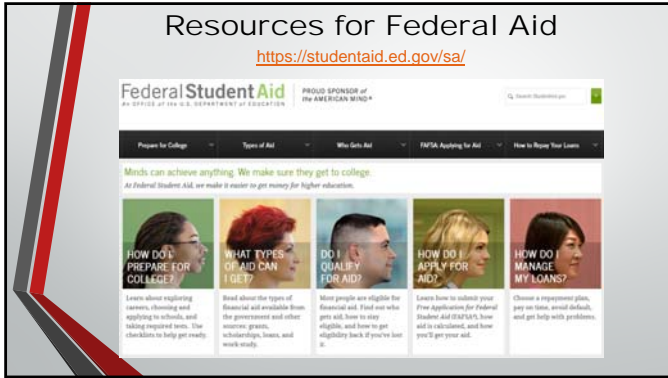 Resources for Federal Aid
https://studentaid.ed.gov/sa/
Federal Student Aid
An OFFICE of the U.S. DEPARTMENT of EDUCATION
PROUD SPONSOR of
the AMERICAN MIND®
Search StudentAid.gov
Prepare for College
Types of Aid
Who Gets Aid
FAFSA: Applying for Aid
How to Repay Your Loans
Minds can achieve anything. We make sure they get to college.
At Federal Student Aid, we make it easier to get money for higher education.
HOW DO I
PREPARE FOR
COLLEGE?
Learn about exploring
careers, choosing and
applying to schools, and
taking required tests. Use
checklists to help get ready.
WHAT TYPES
OF AID CAN
I GET?
Read about the types of
financial aid available from
the government and other
sources: grants,
scholarships, loans, and
work-study.
DO I
QUALIFY
FOR AID?
Most people are eligible for
financial aid. Find out who
gets aid, how to stay
eligible, and how to get
eligibility back if you've lost
it.
HOW DO I
APPLY FOR
AID?
Learn how to submit your
Free Application for Federal
Student Aid (FAFSA®), how
aid is calculated, and how
you'll get your aid.
HOW DO I
MANAGE
MY LOANS?
Choose a repayment plan,
pay on time, avoid default,
and get help with problems.